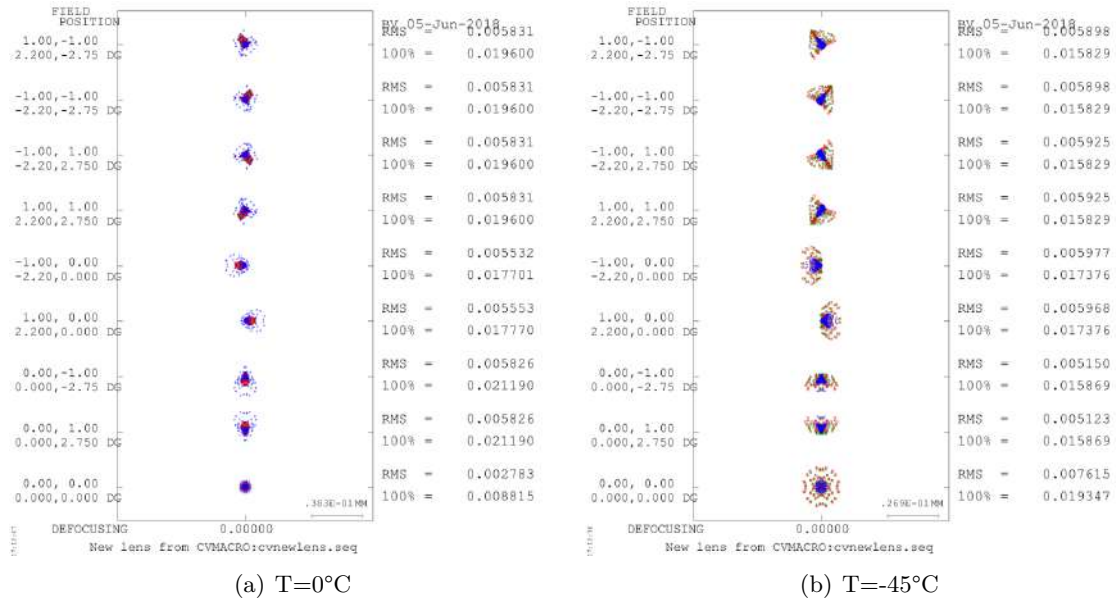 FIELD
POSITION
BV 05-Jun-2018
1.00,-1.00
2.200,-2.75 DG
RMS = 0.005831
100% = 0.019600
-1.00,-1.00
-2.20,-2.75 DG
RMS = 0.005831
100% = 0.019600
-1.00, 1.00
-2.20,2.750 DG
RMS = 0.005831
100% = 0.019600
1.00, 1.00
2.200,2.750 DG
RMS = 0.005831
100% = 0.019600
-1.00, 0.00
-2.20,0.000 DG
RMS = 0.005532
100% = 0.017701
1.00, 0.00
2.200,0.000 DG
RMS = 0.005553
100% = 0.017770
0.00,-1.00
0.000,-2.75 DG
RMS = 0.005826
100% = 0.021190
0.00, 1.00
0.000,2.750 DG
RMS = 0.005826
100% = 0.021190
0.00, 0.00
0.000,0.000 DG
RMS = 0.002783
100% = 0.008815
.383E-01MM
DEFOCUSING 0.00000
New lens from CVMACRO:cvnewlens.seq
(a) T=0°C
FIELD
POSITION
BV 05-Jun-2018
1.00,-1.00
2.200,-2.75 DG
RMS = 0.005898
100% = 0.015829
-1.00,-1.00
-2.20,-2.75 DG
RMS = 0.005898
100% = 0.015829
-1.00, 1.00
-2.20,2.750 DG
RMS = 0.005925
100% = 0.015829
1.00, 1.00
2.200,2.750 DG
RMS = 0.005925
100% = 0.015829
-1.00, 0.00
-2.20,0.000 DG
RMS = 0.005977
100% = 0.017376
1.00, 0.00
2.200,0.000 DG
RMS = 0.005968
100% = 0.017376
0.00,-1.00
0.000,-2.75 DG
RMS = 0.005150
100% = 0.015869
0.00, 1.00
0.000,2.750 DG
RMS = 0.005123
100% = 0.015869
0.00, 0.00
0.000,0.000 DG
RMS = 0.007615
100% = 0.019347
.269E-01MM
DEFOCUSING 0.00000
New lens from CVMACRO:cvnewlens.seq
(b) T=-45°C